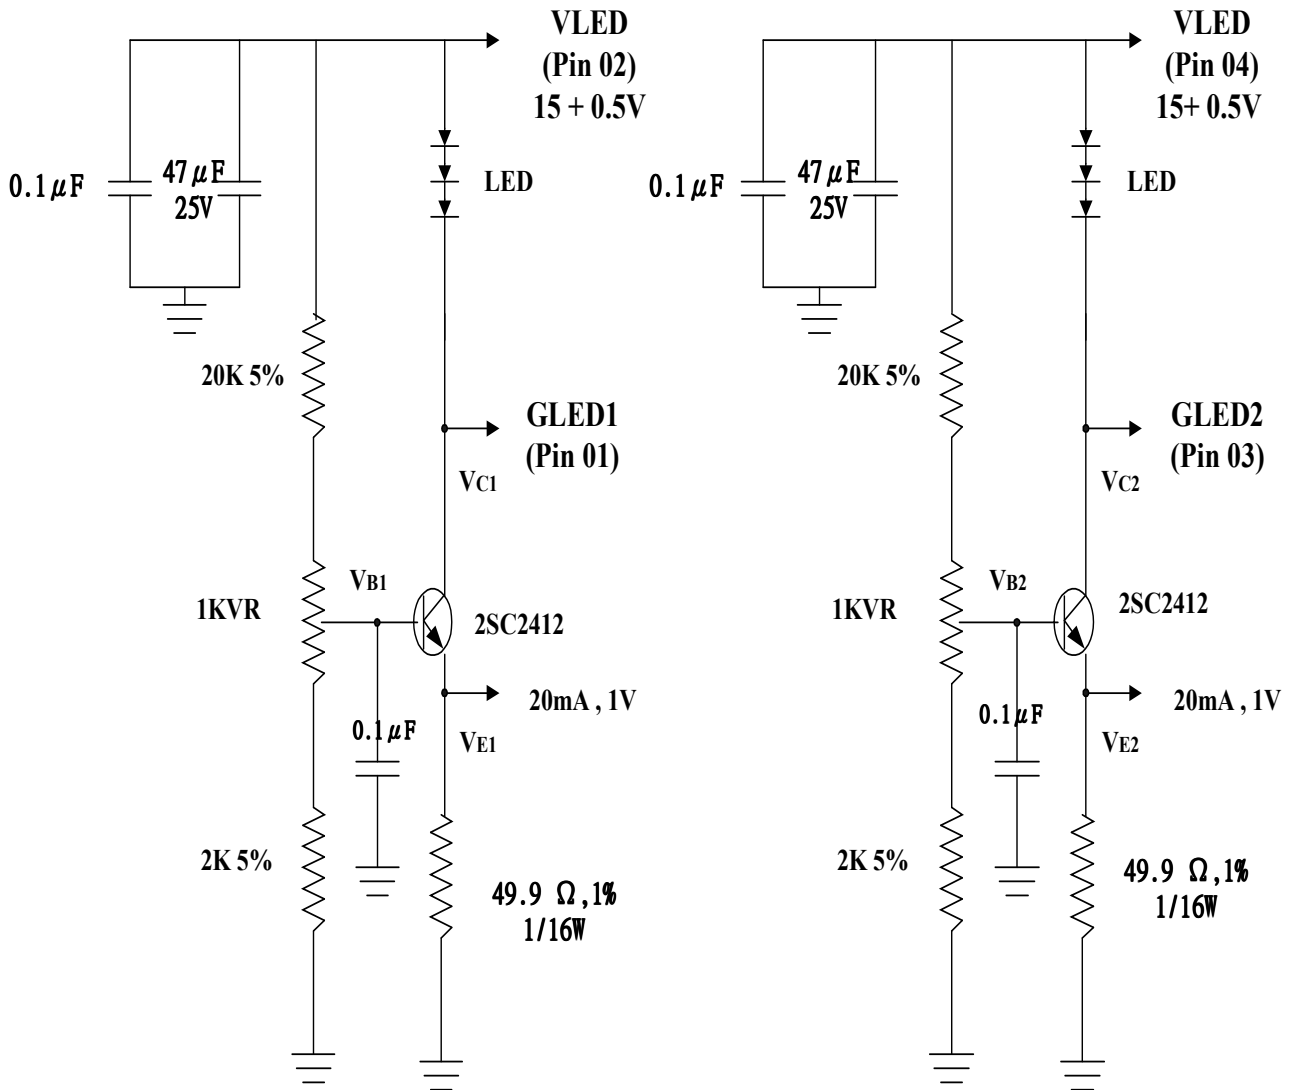 VLED
(Pin 02)
15 + 0.5V
0.1μF
47μF
25V
LED
20K 5%
GLED1
(Pin 01)
VC1
VB1
1KVR
2SC2412
20mA , 1V
0.1μF
VE1
2K 5%
49.9 Ω,1%
1/16W
VLED
(Pin 04)
15+ 0.5V
0.1μF
47μF
25V
LED
20K 5%
GLED2
(Pin 03)
VC2
VB2
1KVR
2SC2412
20mA , 1V
0.1μF
VE2
2K 5%
49.9 Ω,1%
1/16W